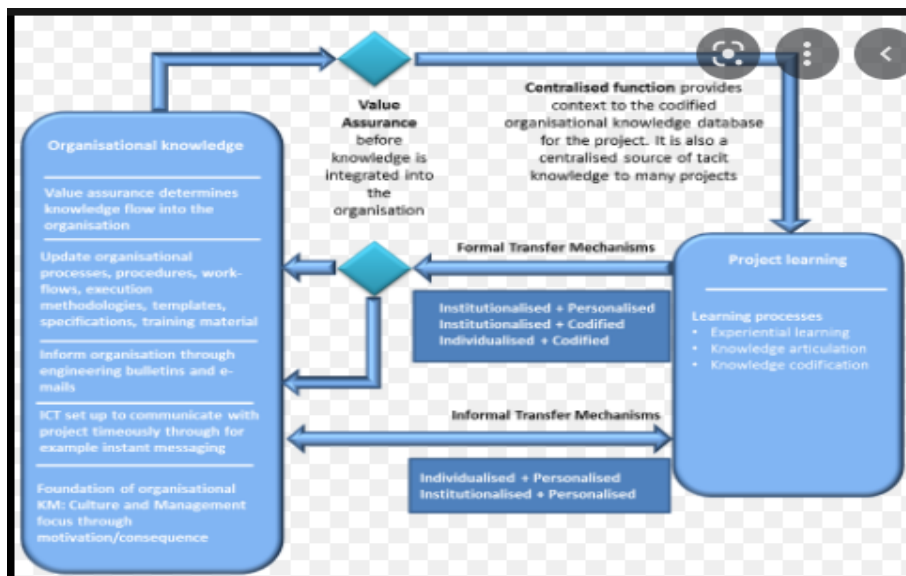 Organisational knowledge
Value assurance determines
knowledge flow into the
organisation
Update organisational
processes, procedures, work-
flows, execution
methodologies, templates,
specifications, training material
Inform organisation through
engineering bulletins and e-
mails
ICT set up to communicate with
project timeously through for
example instant messaging
Foundation of organisational
KM: Culture and Management
focus through
motivation/consequence
Value
Assurance
before
knowledge is
integrated into
the
organisation
Centralised function provides
context to the codified
organisational knowledge database
for the project. It is also a
centralised source of tacit
knowledge to many projects
Formal Transfer Mechanisms
Institutionalised + Personalised
Institutionalised + Codified
Individualised + Codified
Informal Transfer Mechanisms
Individualised + Personalised
Institutionalised + Personalised
Project learning
Learning processes
• Experiential learning
• Knowledge articulation
• Knowledge codification